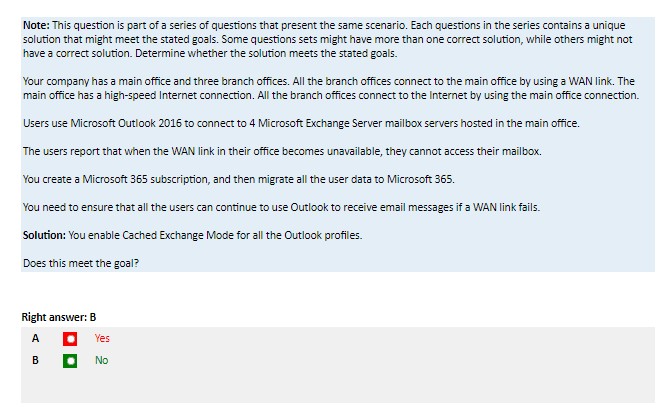 Note: This question is part of a series of questions that present the same scenario. Each questions in the series contains a unique
solution that might meet the stated goals. Some questions sets might have more than one correct solution, while others might not
have a correct solution. Determine whether the solution meets the stated goals.
Your company has a main office and three branch offices. All the branch offices connect to the main office by using a WAN link. The
main office has a high-speed Internet connection. All the branch offices connect to the Internet by using the main office connection.
Users use Microsoft Outlook 2016 to connect to 4 Microsoft Exchange Server mailbox servers hosted in the main office.
The users report that when the WAN link in their office becomes unavailable, they cannot access their mailbox.
You create a Microsoft 365 subscription, and then migrate all the user data to Microsoft 365.
You need to ensure that all the users can continue to use Outlook to receive email messages if a WAN link fails.
Solution: You enable Cached Exchange Mode for all the Outlook profiles.
Does this meet the goal?
Right answer: B
A Yes
B No